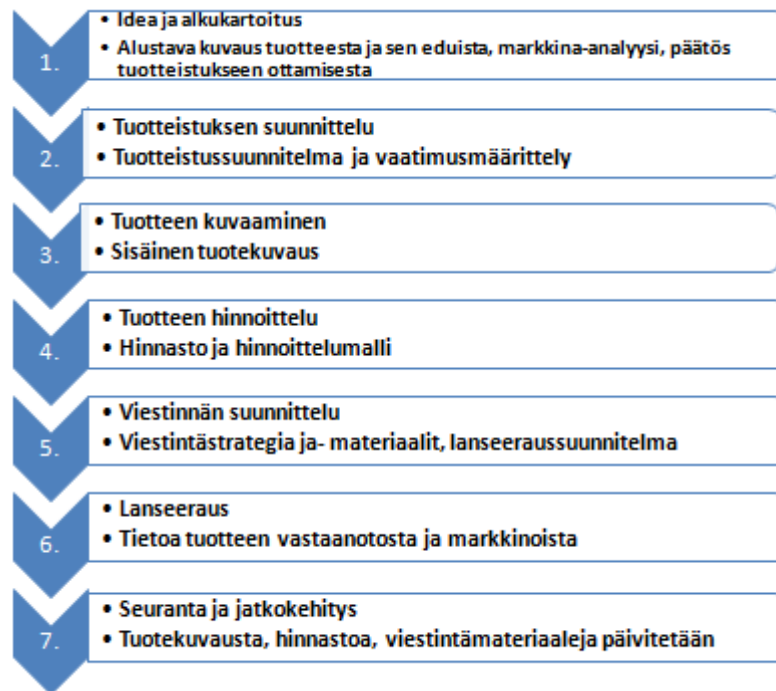 1.
• Idea ja alkukartoitus
• Alustava kuvaus tuotteesta ja sen eduista, markkina-analyysi, päätös
tuotteistukseen ottamisesta
2.
• Tuotteistuksen suunnittelu
• Tuotteistussuunnitelma ja vaatimusmäärittely
3.
• Tuotteen kuvaaminen
• Sisäinen tuotekuvaus
4.
• Tuotteen hinnoittelu
• Hinnasto ja hinnoittelumalli
5.
• Viestinnän suunnittelu
• Viestintästrategia ja- materiaalit, lanseeraussuunnitelma
6.
• Lanseeraus
• Tietoa tuotteen vastaanotosta ja markkinoista
7.
• Seuranta ja jatkokehitys
• Tuotekuvausta, hinnastoa, viestintämateriaaleja päivitetään